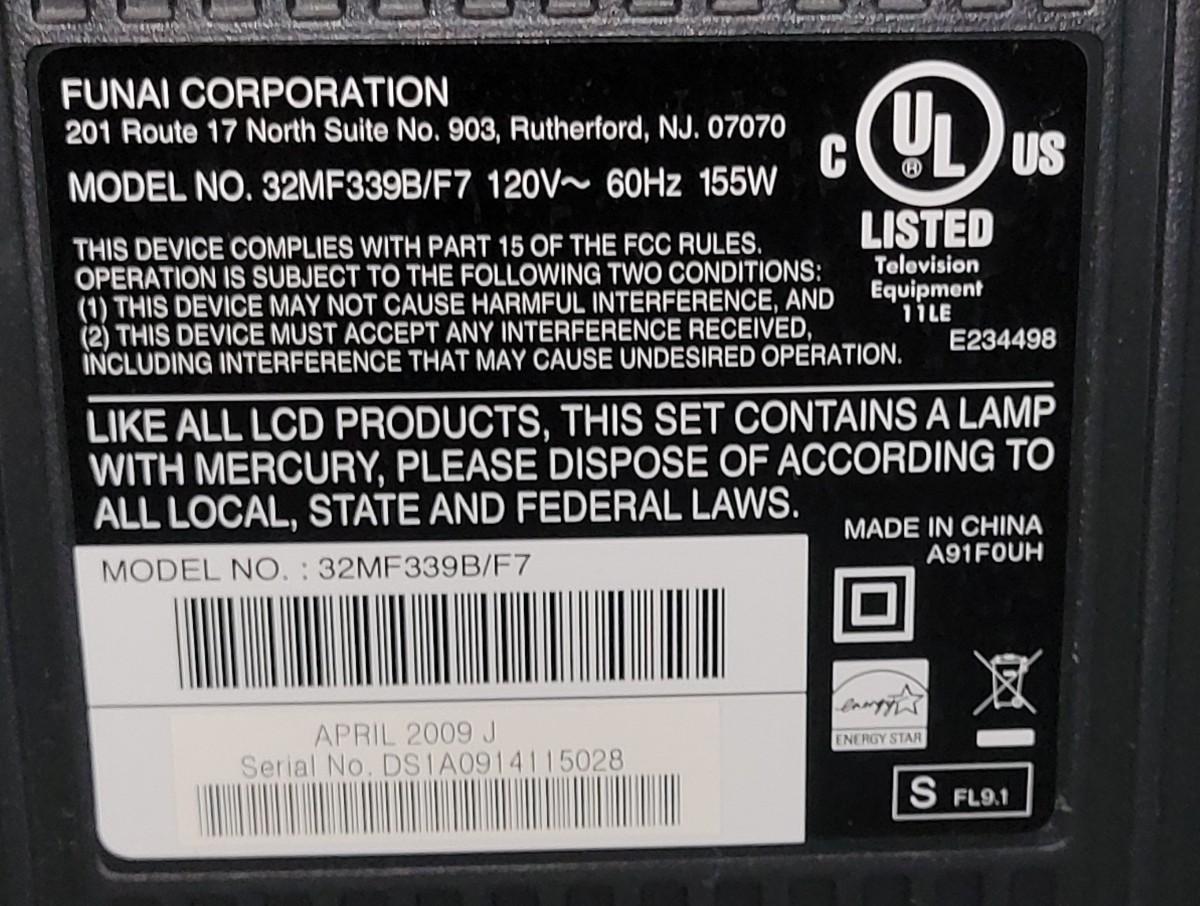 FUNAI CORPORATION
201 Route 17 North Suite No. 903, Rutherford, NJ. 07070
MODEL NO. 32MF339B/F7 120V~ 60Hz 155W
C UL ® US
LISTED
Television
Equipment
11LE
E234498
THIS DEVICE COMPLIES WITH PART 15 OF THE FCC RULES.
OPERATION IS SUBJECT TO THE FOLLOWING TWO CONDITIONS:
(1) THIS DEVICE MAY NOT CAUSE HARMFUL INTERFERENCE, AND
(2) THIS DEVICE MUST ACCEPT ANY INTERFERENCE RECEIVED,
INCLUDING INTERFERENCE THAT MAY CAUSE UNDESIRED OPERATION.
LIKE ALL LCD PRODUCTS, THIS SET CONTAINS A LAMP
WITH MERCURY, PLEASE DISPOSE OF ACCORDING TO
ALL LOCAL, STATE AND FEDERAL LAWS.
MADE IN CHINA
A91F0UH
MODEL NO. : 32MF339B/F7
APRIL 2009 J
Serial No. DS1A0914115028
energy
ENERGY STAR
S FL9.1